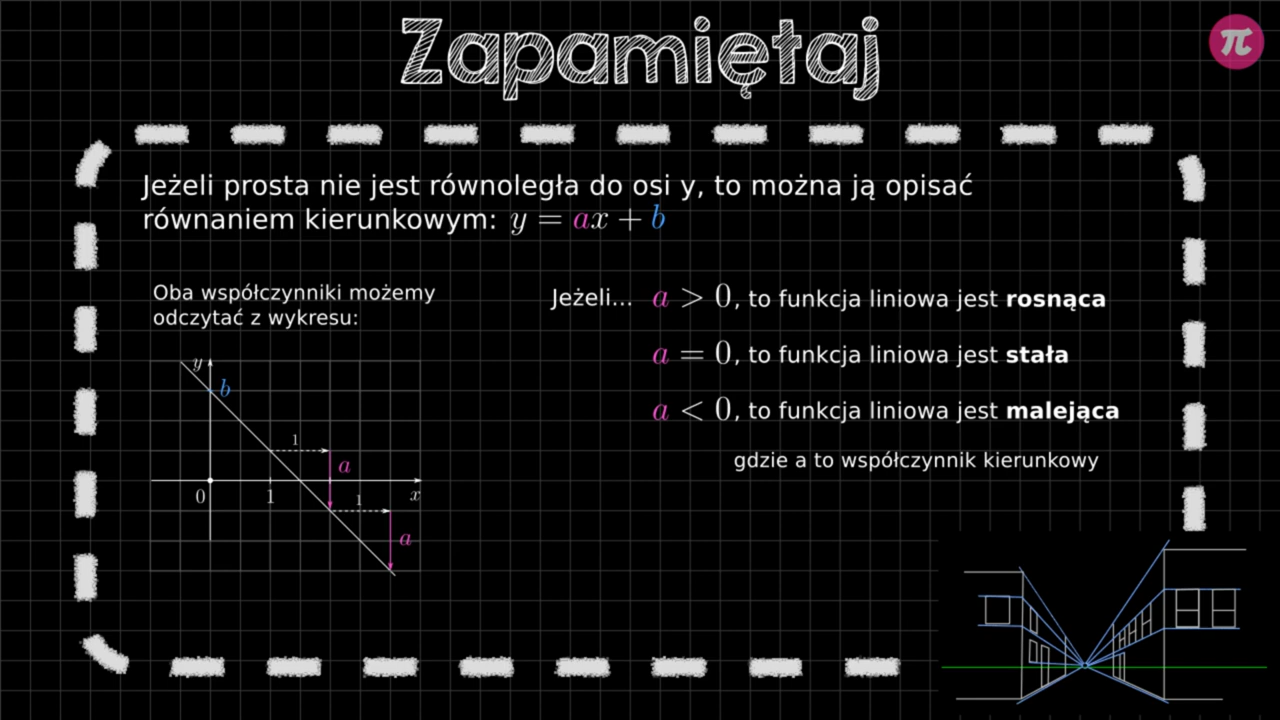 Zapamiętaj
π
Jeżeli prosta nie jest równoległa do osi y, to można ją opisać
równaniem kierunkowym: y = ax + b
Oba współczynniki możemy
odczytać z wykresu:
y
b
1
a
0
1
1
x
a
Jeżeli... a > 0, to funkcja liniowa jest rosnąca
a = 0, to funkcja liniowa jest stała
a < 0, to funkcja liniowa jest malejąca
gdzie a to współczynnik kierunkowy